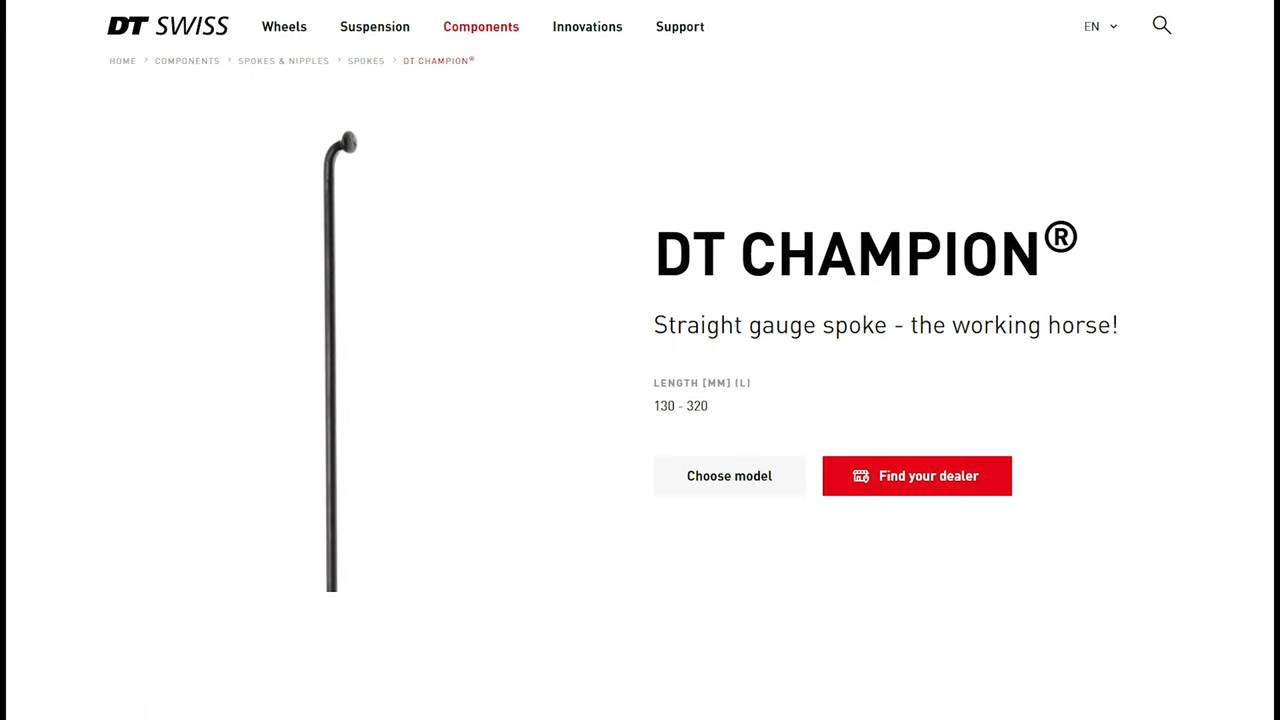 DT SWISS Wheels Suspension Components Innovations Support EN
HOME > COMPONENTS > SPOKES & NIPPLES > SPOKES > DT CHAMPION®
DT CHAMPION®
Straight gauge spoke - the working horse!
LENGTH [MM] (L)
130 - 320
Choose model Find your dealer